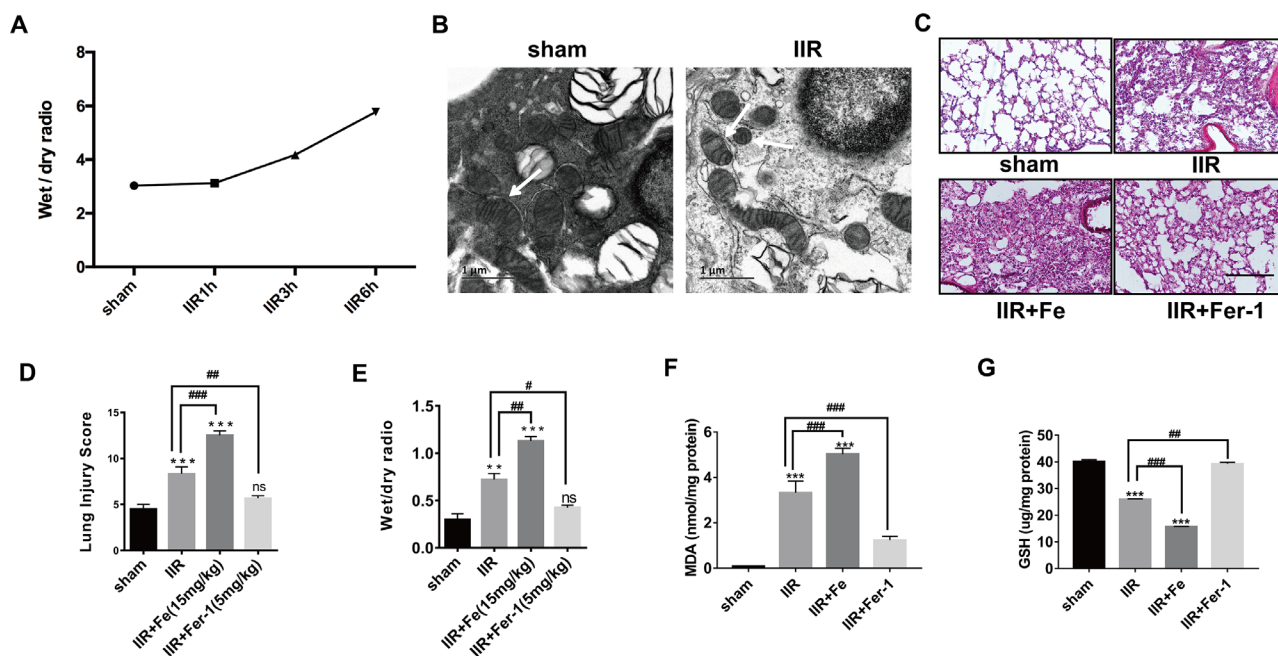 A
Wet / dry radio
8
6
4
2
0
sham
IIR1h
IIR3h
IIR6h
B
sham
IIR
1 μm
1 μm
C
sham
IIR
IIR+Fe
IIR+Fer-1
D
Lung Injury Score
15
10
5
0
##
###
***
***
ns
sham
IIR
IIR+Fe(15mg/kg)
IIR+Fer-1(5mg/kg)
E
Wet/dry radio
1.5
1.0
0.5
0.0
#
##
**
***
ns
sham
IIR
IIR+Fe(15mg/kg)
IIR+Fer-1(5mg/kg)
F
MDA (nmol/mg protein)
6
4
2
0
###
###
***
***
sham
IIR
IIR+Fe
IIR+Fer-1
G
GSH (ug/mg protein)
50
40
30
20
10
0
##
###
***
***
sham
IIR
IIR+Fe
IIR+Fer-1